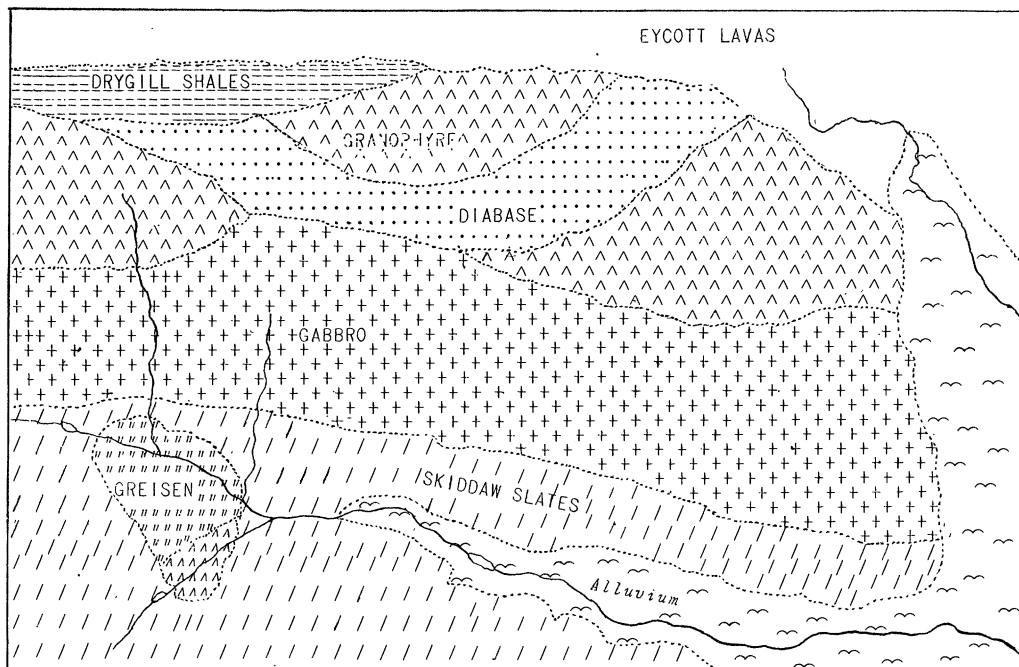 EYCOTT LAVAS
DRYGILL SHALES
GRANOPHYRE
DIABASE
GABBRO
SKIDDAW SLATES
GREISEN
Alluvium